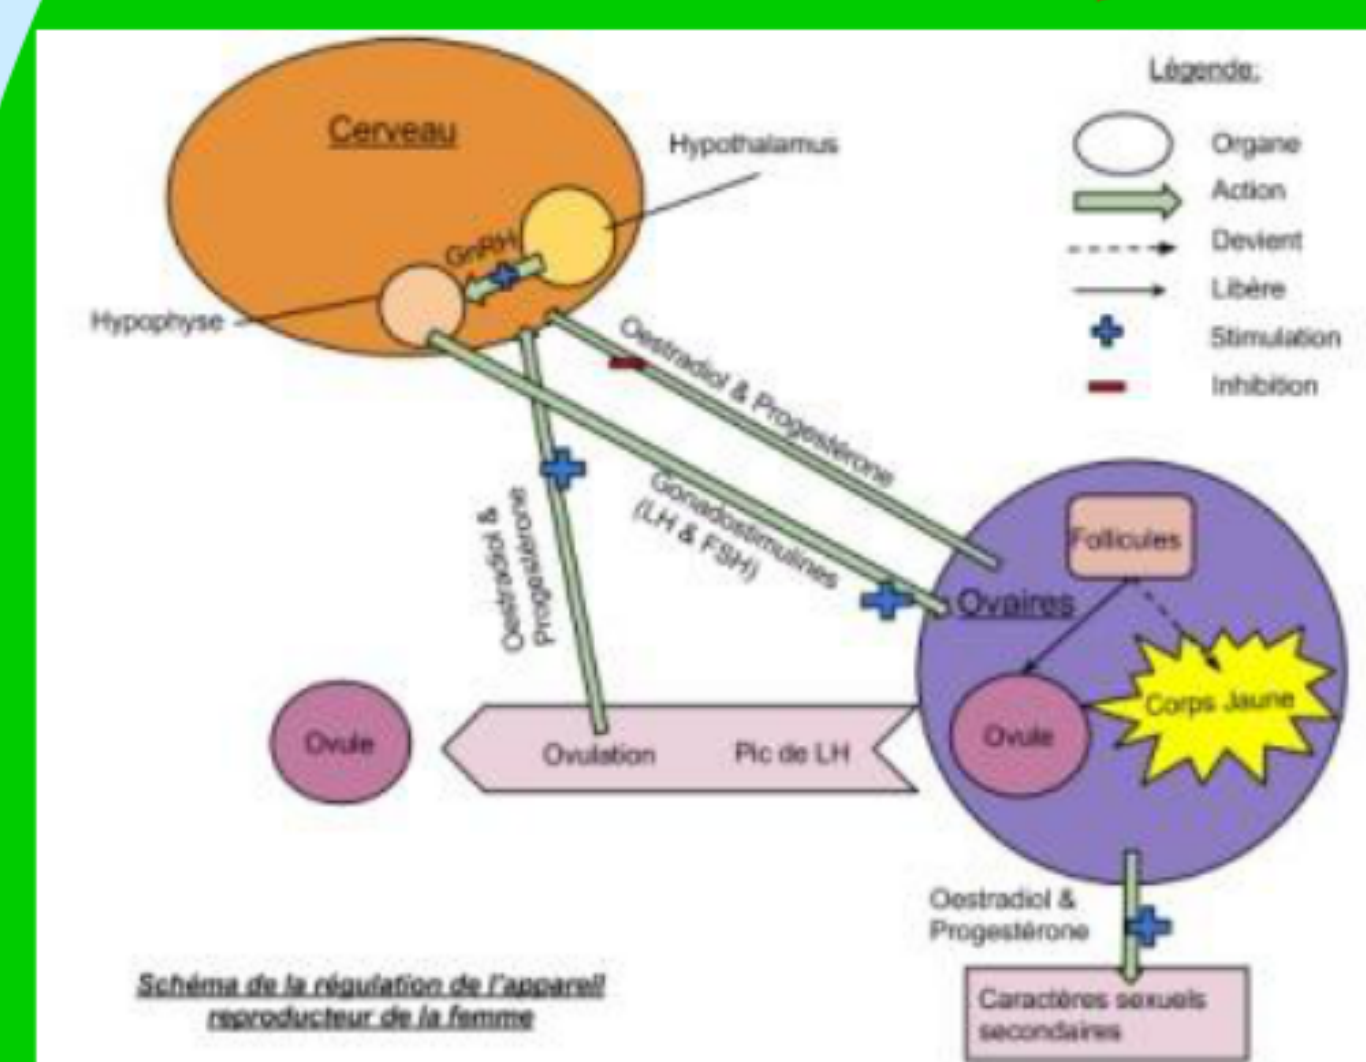 Légende:
Organe
Action
Devient
Libère
Stimulation
Inhibition
Cerveau
Hypothalamus
GnRH
Hypophyse
Oestradiol & Progestérone
Gonadostimulines
(LH & FSH)
Oestradiol &
Progestérone
Follicules
Ovaires
Corps Jaune
Ovule
Ovule
Ovulation
Pic de LH
Oestradiol &
Progestérone
Caractères sexuels
secondaires
Schéma de la régulation de l'appareil
reproducteur de la femme